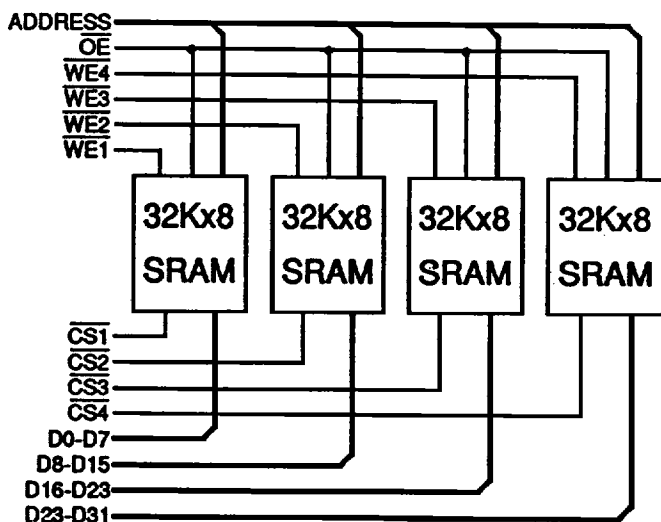 ADDRESS
OE
WE4
WE3
WE2
WE1
32Kx8
SRAM
32Kx8
SRAM
32Kx8
SRAM
32Kx8
SRAM
CS1
CS2
CS3
CS4
D0-D7
D8-D15
D16-D23
D23-D31